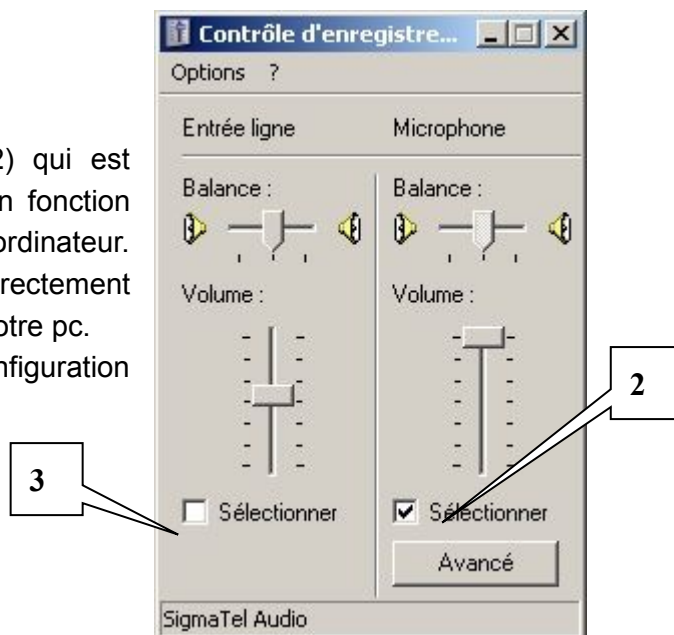 Contrôle d'enregistre...
Options ?
Entrée ligne Microphone
2) qui est
Balance : Balance :
n fonction
ordinateur.
rectement
Volume : Volume :
otre pc.
nfiguration
2
3
Sélectionner Sélectionner
Avancé
SigmaTel Audio